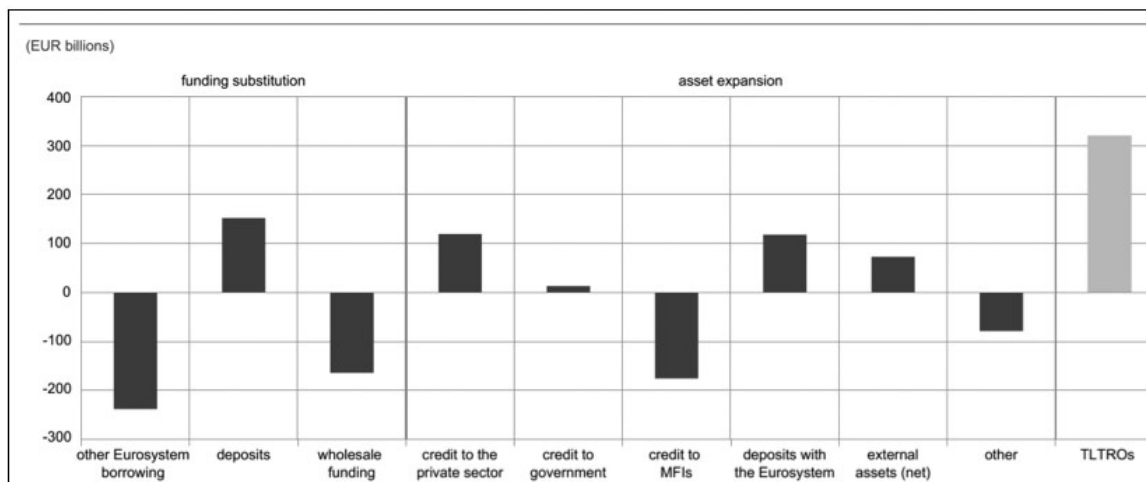 (EUR billions)
funding substitution
asset expansion
400
300
200
100
0
-100
-200
-300
other Eurosystem
borrowing
deposits
wholesale
funding
credit to the
private sector
credit to
government
credit to
MFIs
deposits with
the Eurosystem
external
assets (net)
other
TLTROs